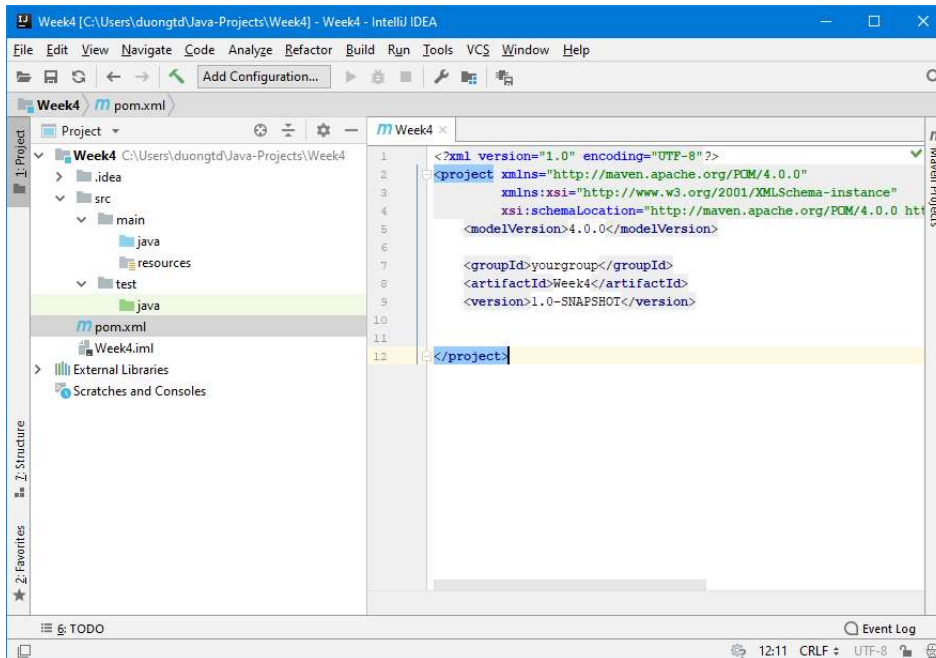 Week4 [C:\Users\duongtd\Java-Projects\Week4] - Week4 - IntelliJ IDEA
File Edit View Navigate Code Analyze Refactor Build Run Tools VCS Window Help
Add Configuration...
Week4 m pom.xml
1: Project
Project
Week4 C:\Users\duongtd\Java-Projects\Week4
.idea
src
main
java
resources
test
java
m pom.xml
Week4.iml
External Libraries
Scratches and Consoles
7: Structure
2: Favorites
m Week4
1 <?xml version="1.0" encoding="UTF-8"?>
2 <project xmlns="http://maven.apache.org/POM/4.0.0"
3 xmlns:xsi="http://www.w3.org/2001/XMLSchema-instance"
4 xsi:schemaLocation="http://maven.apache.org/POM/4.0.0 htt
5 <modelVersion>4.0.0</modelVersion>
6
7 <groupId>yourgroup</groupId>
8 <artifactId>Week4</artifactId>
9 <version>1.0-SNAPSHOT</version>
10
11
12 </project>
Maven Projects
6: TODO
Event Log
12:11 CRLF UTF-8